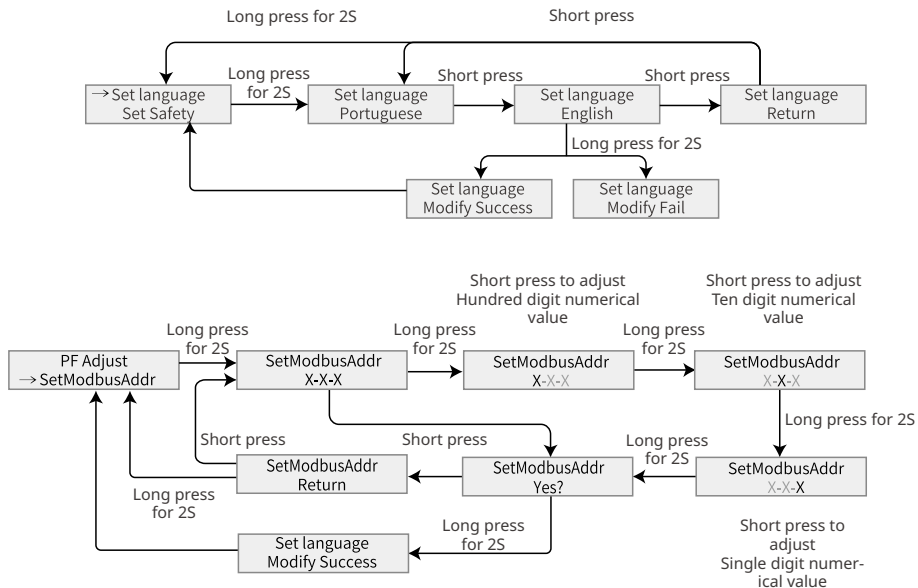 Long press for 2S
Short press
Long press
for 2S
Short press
Short press
→Set language
Set Safety
Set language
Portuguese
Set language
English
Set language
Return
Long press for 2S
Set language
Modify Success
Set language
Modify Fail
Short press to adjust
Hundred digit numerical
value
Short press to adjust
Ten digit numerical
value
Long press
for 2S
Long press
for 2S
Long press
for 2S
PF Adjust
→SetModbusAddr
SetModbusAddr
X-X-X
SetModbusAddr
X-X-X
SetModbusAddr
X-X-X
Long press for 2S
Short press
Short press
Long press
for 2S
SetModbusAddr
Return
SetModbusAddr
Yes?
SetModbusAddr
X-X-X
Long press
for 2S
Long press
for 2S
Set language
Modify Success
Short press to
adjust
Single digit numer-
ical value